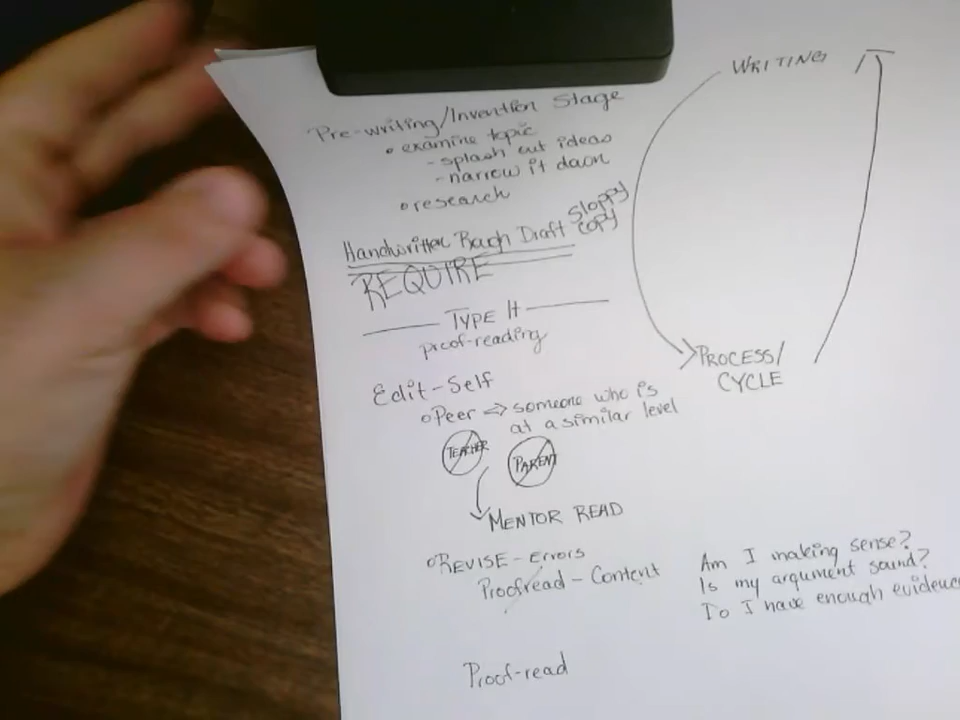 Pre-writing/Invention Stage
• examine topic
- splash out ideas
- narrow it down
• research
Handwritten Rough Draft Sloppy copy
REQUIRE
TYPE It
proof-reading
Edit-Self
Peer => someone who is
at a similar level
TEACHER PARENT
MENTOR READ
REVISE - Errors
Proofread - Content
Proof-read
WRITING
PROCESS/
CYCLE
Am I making sense?
Is my argument sound?
Do I have enough evidence